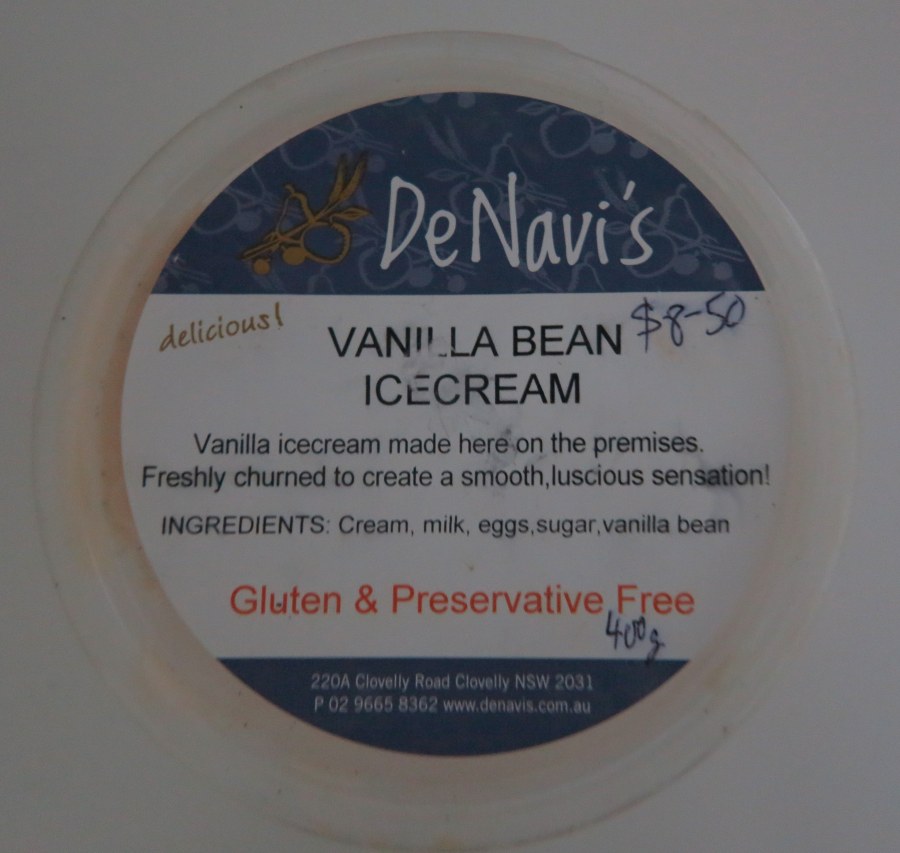 DeNavi's
delicious!
VANILLA BEAN $8-50
ICECREAM
Vanilla icecream made here on the premises.
Freshly churned to create a smooth,luscious sensation!
INGREDIENTS: Cream, milk, eggs,sugar,vanilla bean
Gluten & Preservative Free
400g
220A Clovelly Road Clovelly NSW 2031
P 02 9665 8362 www.denavis.com.au